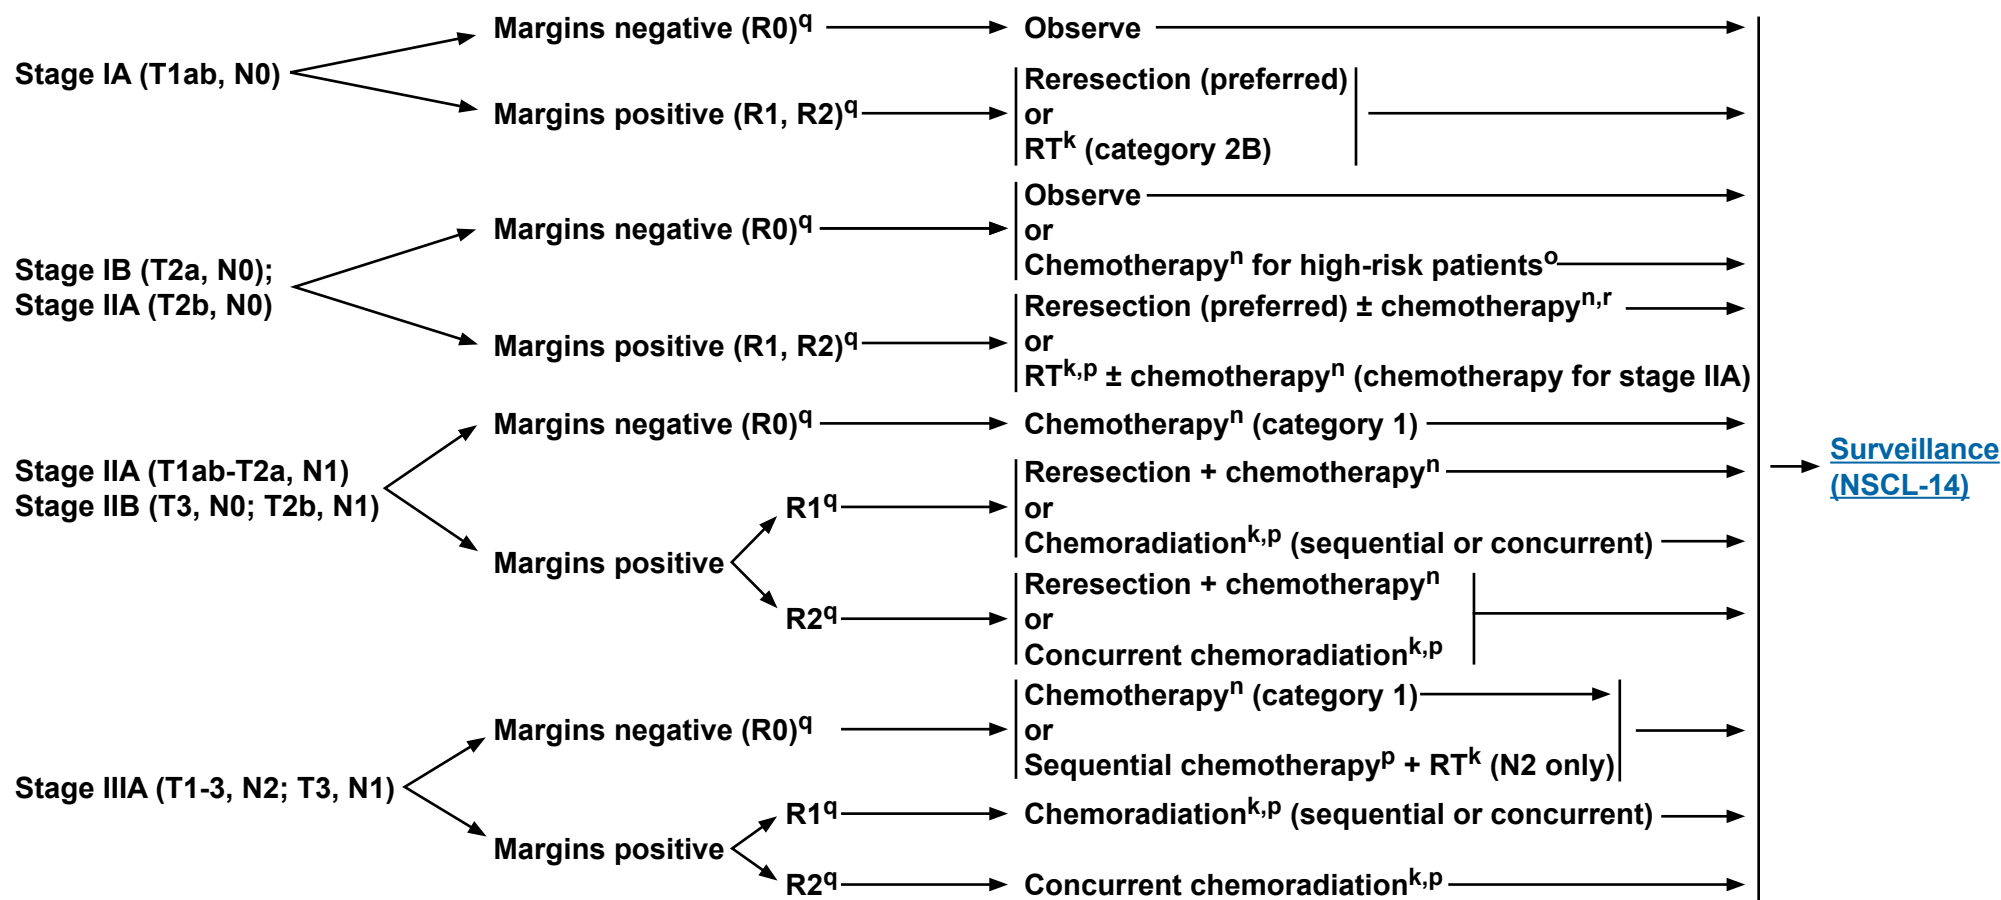 Stage IA (T1ab, N0)
Margins negative (R0)q
Observe
Margins positive (R1, R2)q
Reresection (preferred)
or
RTk (category 2B)
Stage IB (T2a, N0);
Stage IIA (T2b, N0)
Margins negative (R0)q
Observe
or
Chemotherapyn for high-risk patientso
Margins positive (R1, R2)q
Reresection (preferred) ± chemotherapyn,r
or
RTk,p ± chemotherapyn (chemotherapy for stage IIA)
Stage IIA (T1ab-T2a, N1)
Stage IIB (T3, N0; T2b, N1)
Margins negative (R0)q
Chemotherapyn (category 1)
Margins positive
R1q
Reresection + chemotherapyn
or
Chemoradiationk,p (sequential or concurrent)
R2q
Reresection + chemotherapyn
or
Concurrent chemoradiationk,p
Stage IIIA (T1-3, N2; T3, N1)
Margins negative (R0)q
Chemotherapyn (category 1)
or
Sequential chemotherapyp + RTk (N2 only)
Margins positive
R1q
Chemoradiationk,p (sequential or concurrent)
R2q
Concurrent chemoradiationk,p
Surveillance
(NSCL-14)